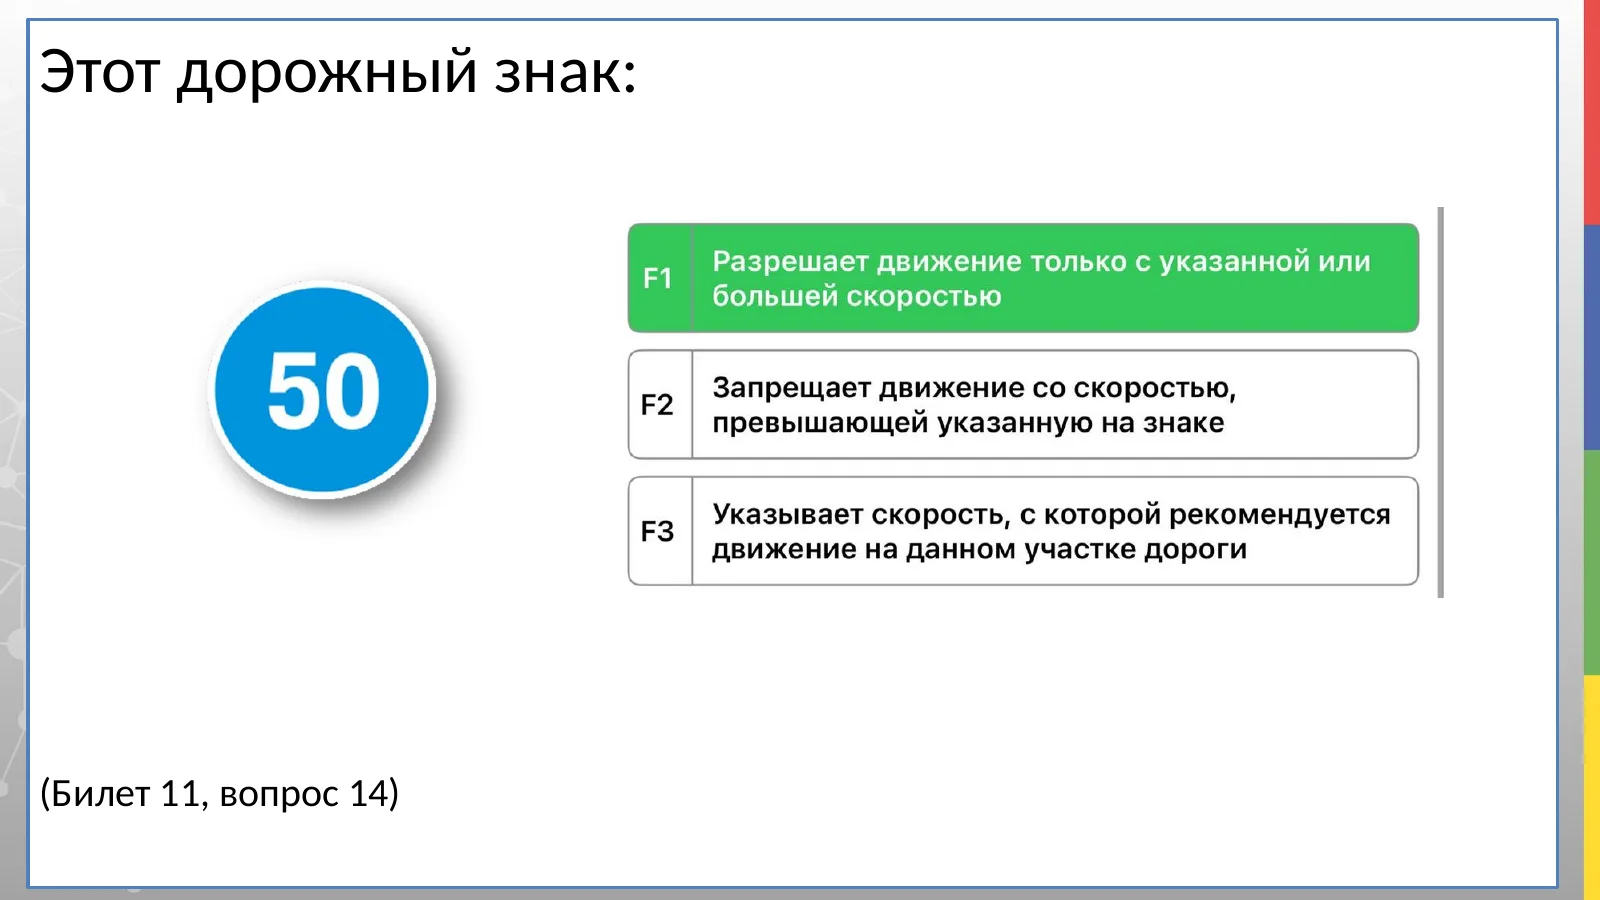 Этот дорожный знак:
50
F1
Разрешает движение только с указанной или
большей скоростью
F2
Запрещает движение со скоростью,
превышающей указанную на знаке
F3
Указывает скорость, с которой рекомендуется
движение на данном участке дороги
(Билет 11, вопрос 14)